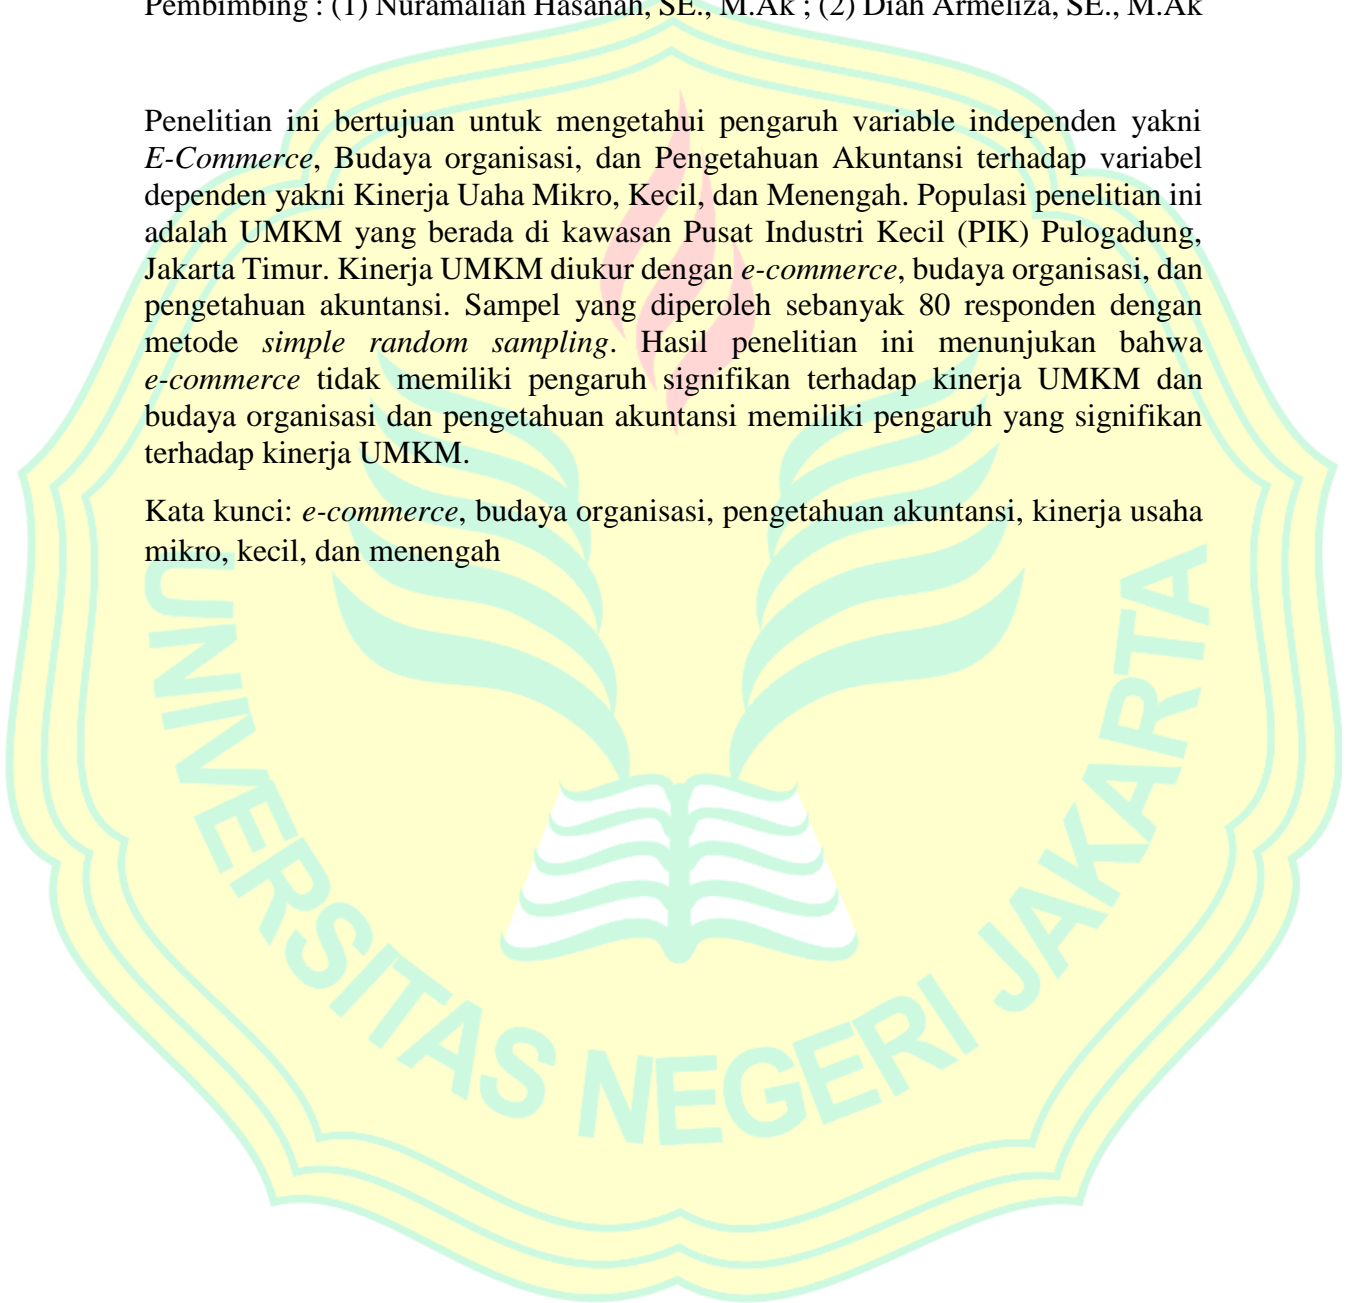 Pembimbing : (1) Nuramalian Hasanah, SE., M.Ak ; (2) Diah Armeliza, SE., M.Ak
Penelitian ini bertujuan untuk mengetahui pengaruh variable independen yakni
E-Commerce, Budaya organisasi, dan Pengetahuan Akuntansi terhadap variabel
dependen yakni Kinerja Uaha Mikro, Kecil, dan Menengah. Populasi penelitian ini
adalah UMKM yang berada di kawasan Pusat Industri Kecil (PIK) Pulogadung,
Jakarta Timur. Kinerja UMKM diukur dengan e-commerce, budaya organisasi, dan
pengetahuan akuntansi. Sampel yang diperoleh sebanyak 80 responden dengan
metode simple random sampling. Hasil penelitian ini menunjukan bahwa
e-commerce tidak memiliki pengaruh signifikan terhadap kinerja UMKM dan
budaya organisasi dan pengetahuan akuntansi memiliki pengaruh yang signifikan
terhadap kinerja UMKM.
Kata kunci: e-commerce, budaya organisasi, pengetahuan akuntansi, kinerja usaha
mikro, kecil, dan menengah
UNIVERSITAS NEGERI JAKARTA